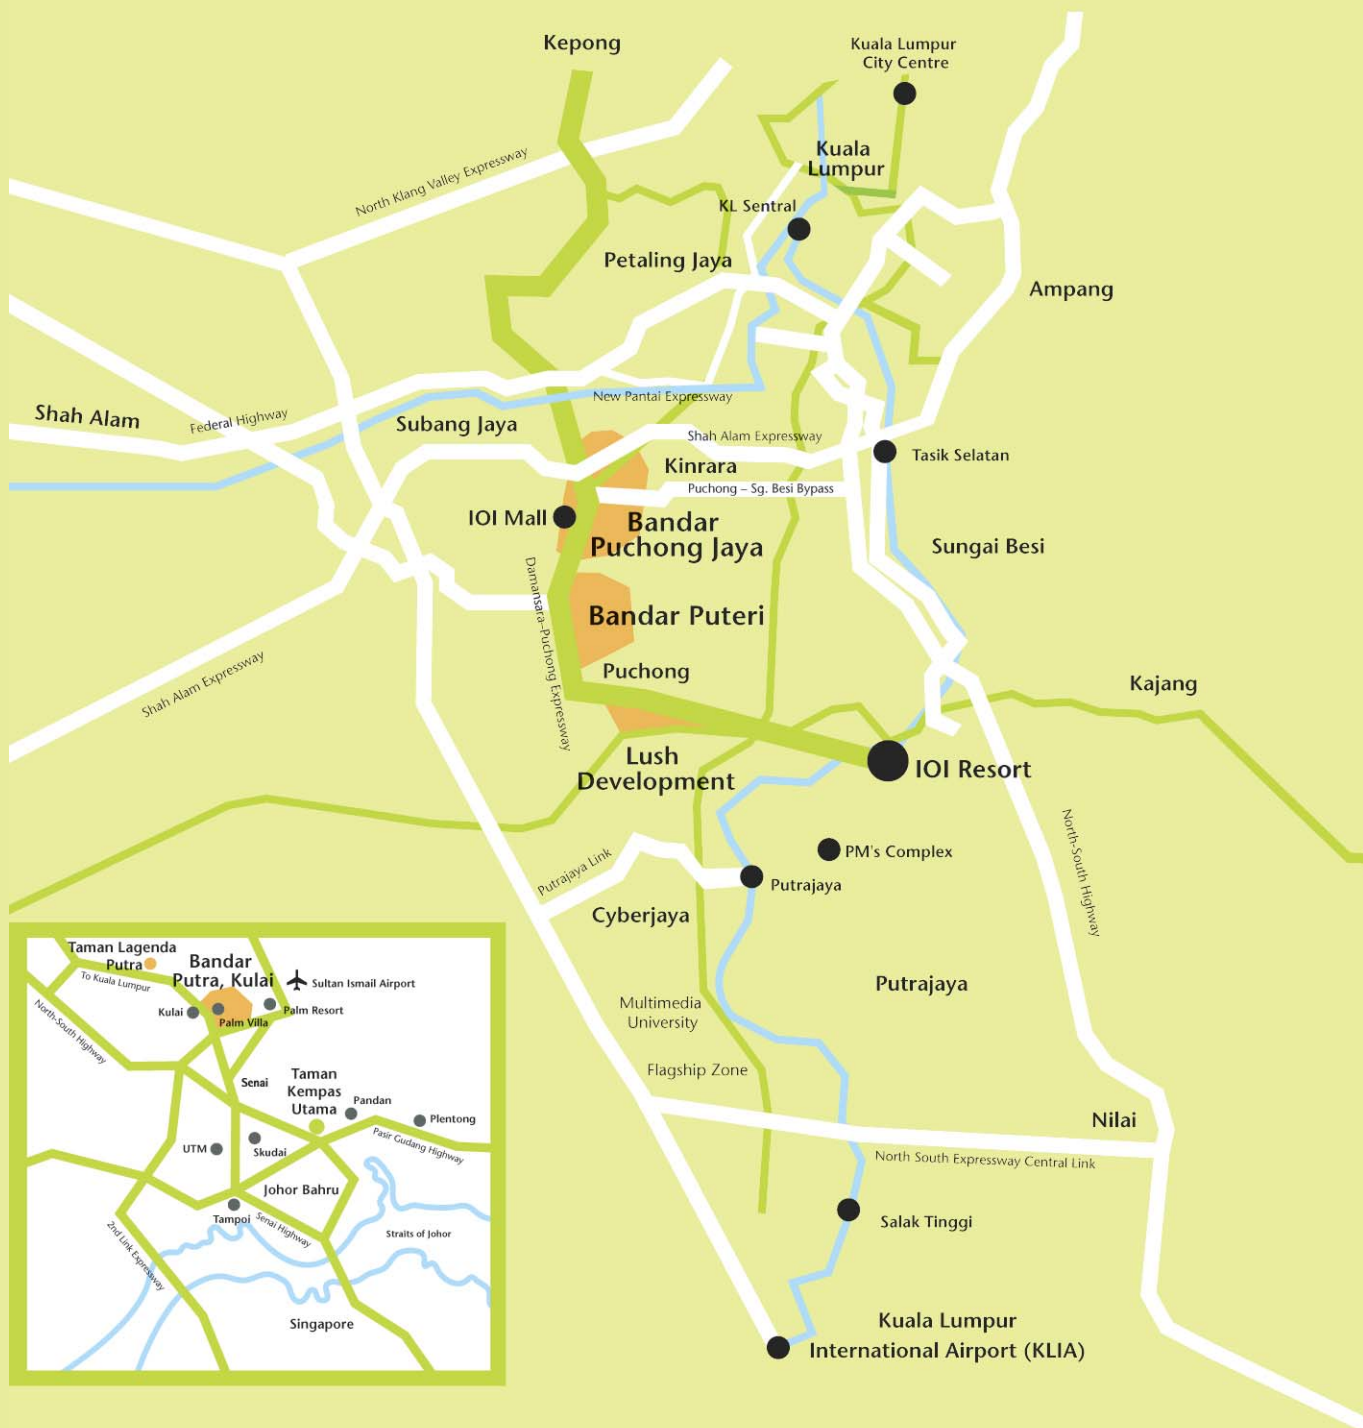 Kepong
Kuala Lumpur
City Centre
Kuala
Lumpur
North Klang Valley Expressway
KL Sentral
Petaling Jaya
Ampang
New Pantai Expressway
Shah Alam
Federal Highway
Subang Jaya
Shah Alam Expressway
Tasik Selatan
Kinrara
Puchong – Sg. Besi Bypass
IOI Mall
Bandar
Puchong Jaya
Sungai Besi
Damansara–Puchong Expressway
Bandar Puteri
Puchong
Shah Alam Expressway
Kajang
Lush
Development
IOI Resort
North-South Highway
PM's Complex
Putrajaya Link
Putrajaya
Cyberjaya
Putrajaya
Multimedia
University
Flagship Zone
Nilai
North South Expressway Central Link
Salak Tinggi
Kuala Lumpur
International Airport (KLIA)
Taman Lagenda
Putra
To Kuala Lumpur
Bandar
Putra, Kulai
Sultan Ismail Airport
North-South Highway
Kulai
Palm Villa
Palm Resort
Senai
Taman
Kempas
Utama
Pandan
Plentong
Pasir Gudang Highway
UTM
Skudai
Johor Bahru
Tampoi
Senai Highway
Straits of Johor
2nd Link Expressway
Singapore